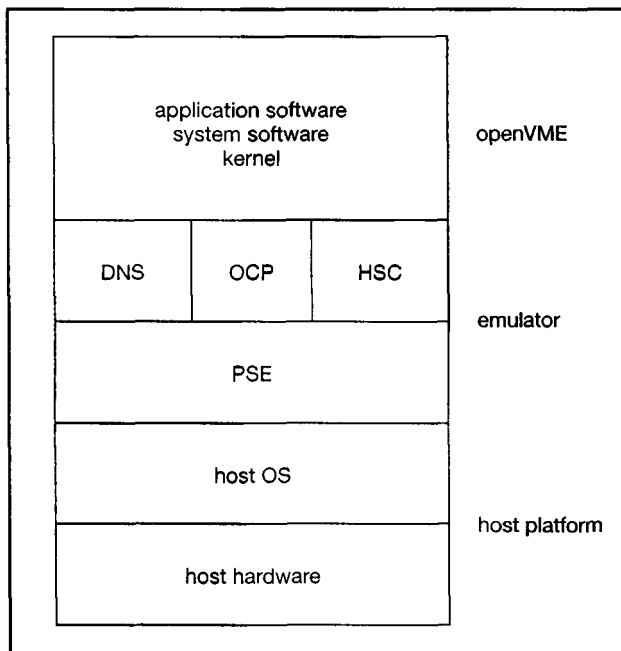 application software
system software
kernel
openVME
DNS
OCP
HSC
emulator
PSE
host OS
host platform
host hardware